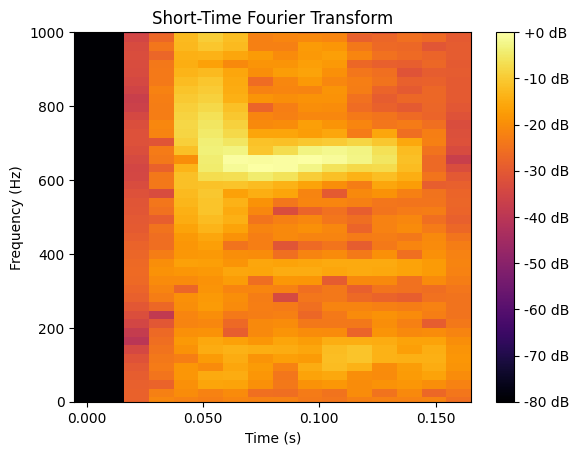 Short-Time Fourier Transform
1000
800
600
400
200
0
Frequency (Hz)
0.000
0.050
0.100
0.150
Time (s)
+0 dB
-10 dB
-20 dB
-30 dB
-40 dB
-50 dB
-60 dB
-70 dB
-80 dB